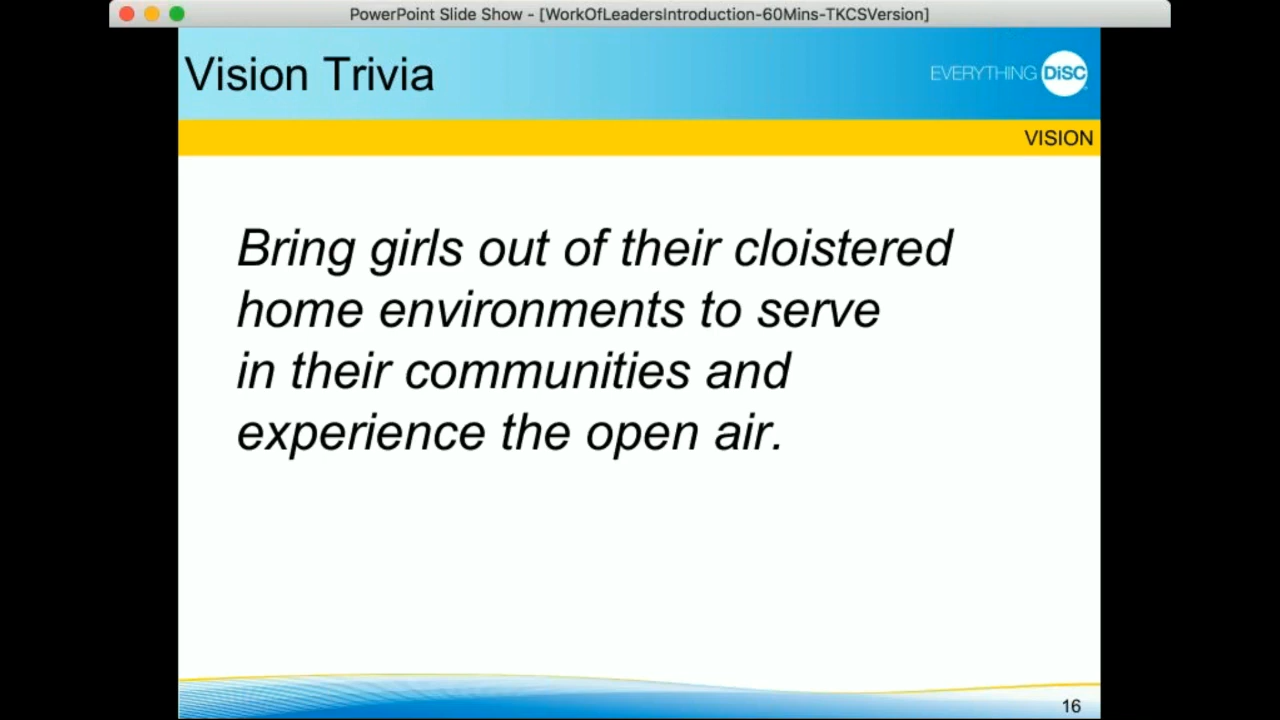 PowerPoint Slide Show - [WorkOfLeadersIntroduction-60Mins-TKCSVersion]
Vision Trivia
EVERYTHING DiSC
VISION
Bring girls out of their cloistered
home environments to serve
in their communities and
experience the open air.
16